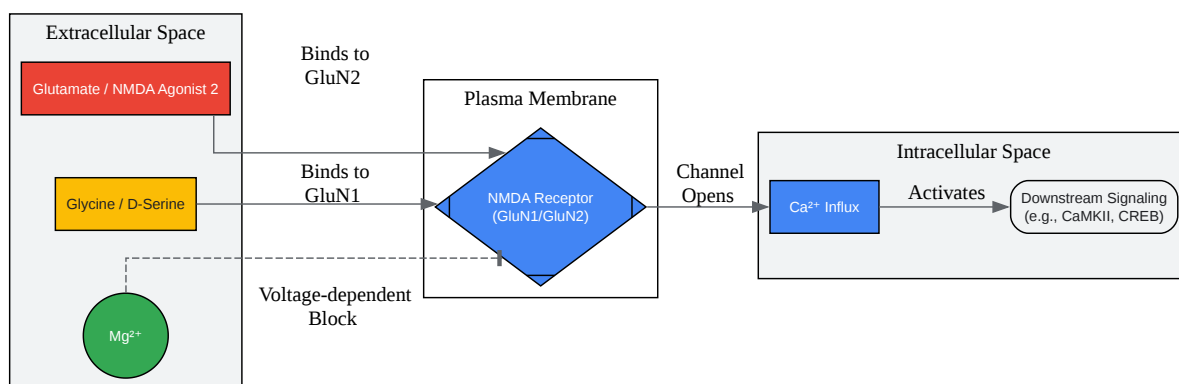 Extracellular Space
Glutamate / NMDA Agonist 2
Glycine / D-Serine
Mg²⁺
Binds to
GluN2
Binds to
GluN1
Voltage-dependent
Block
Plasma Membrane
NMDA Receptor
(GluN1/GluN2)
Channel
Opens
Intracellular Space
Ca²⁺ Influx
Activates
Downstream Signaling
(e.g., CaMKII, CREB)